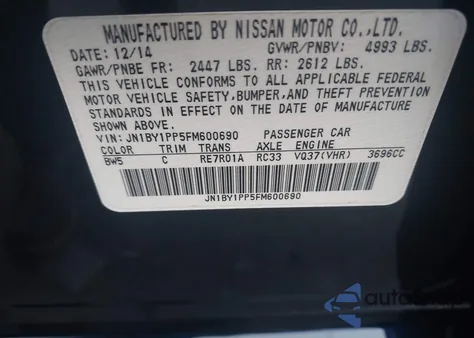 MANUFACTURED BY NISSAN MOTOR CO.,LTD.
DATE: 12/14 GVWR/PNBV: 4993 LBS.
GAWR/PNBE FR: 2447 LBS. RR: 2612 LBS.
THIS VEHICLE CONFORMS TO ALL APPLICABLE FEDERAL
MOTOR VEHICLE SAFETY, BUMPER, AND THEFT PREVENTION
STANDARDS IN EFFECT ON THE DATE OF MANUFACTURE
SHOWN ABOVE.
VIN: JN1BY1PP5FM600690 PASSENGER CAR
COLOR TRIM TRANS AXLE ENGINE
BW5 C RE7R01A RC33 VQ37(VHR) 3696CC
JN1BY1PP5FM600690